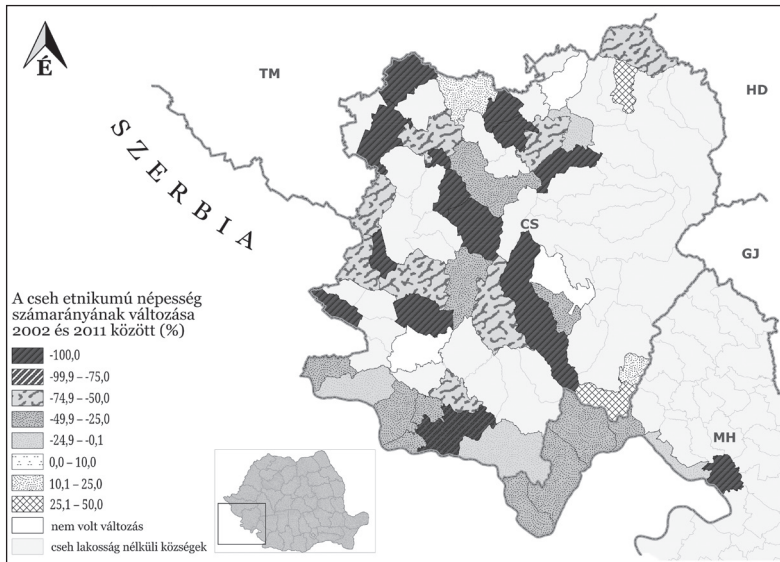 É
TM
HD
SZERBIA
CS
GJ
MH
A cseh etnikumú népesség
számarányának változása
2002 és 2011 között (%)
-100,0
-99,9 – -75,0
-74,9 – -50,0
-49,9 – -25,0
-24,9 – -0,1
0,0 – 10,0
10,1 – 25,0
25,1 – 50,0
nem volt változás
cseh lakosság nélküli községek